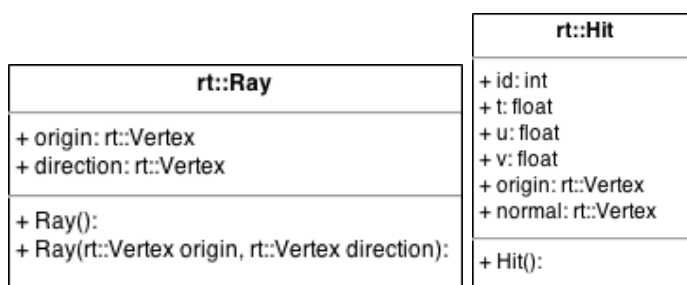 rt::Ray
+ origin: rt::Vertex
+ direction: rt::Vertex
+ Ray():
+ Ray(rt::Vertex origin, rt::Vertex direction):
rt::Hit
+ id: int
+ t: float
+ u: float
+ v: float
+ origin: rt::Vertex
+ normal: rt::Vertex
+ Hit():